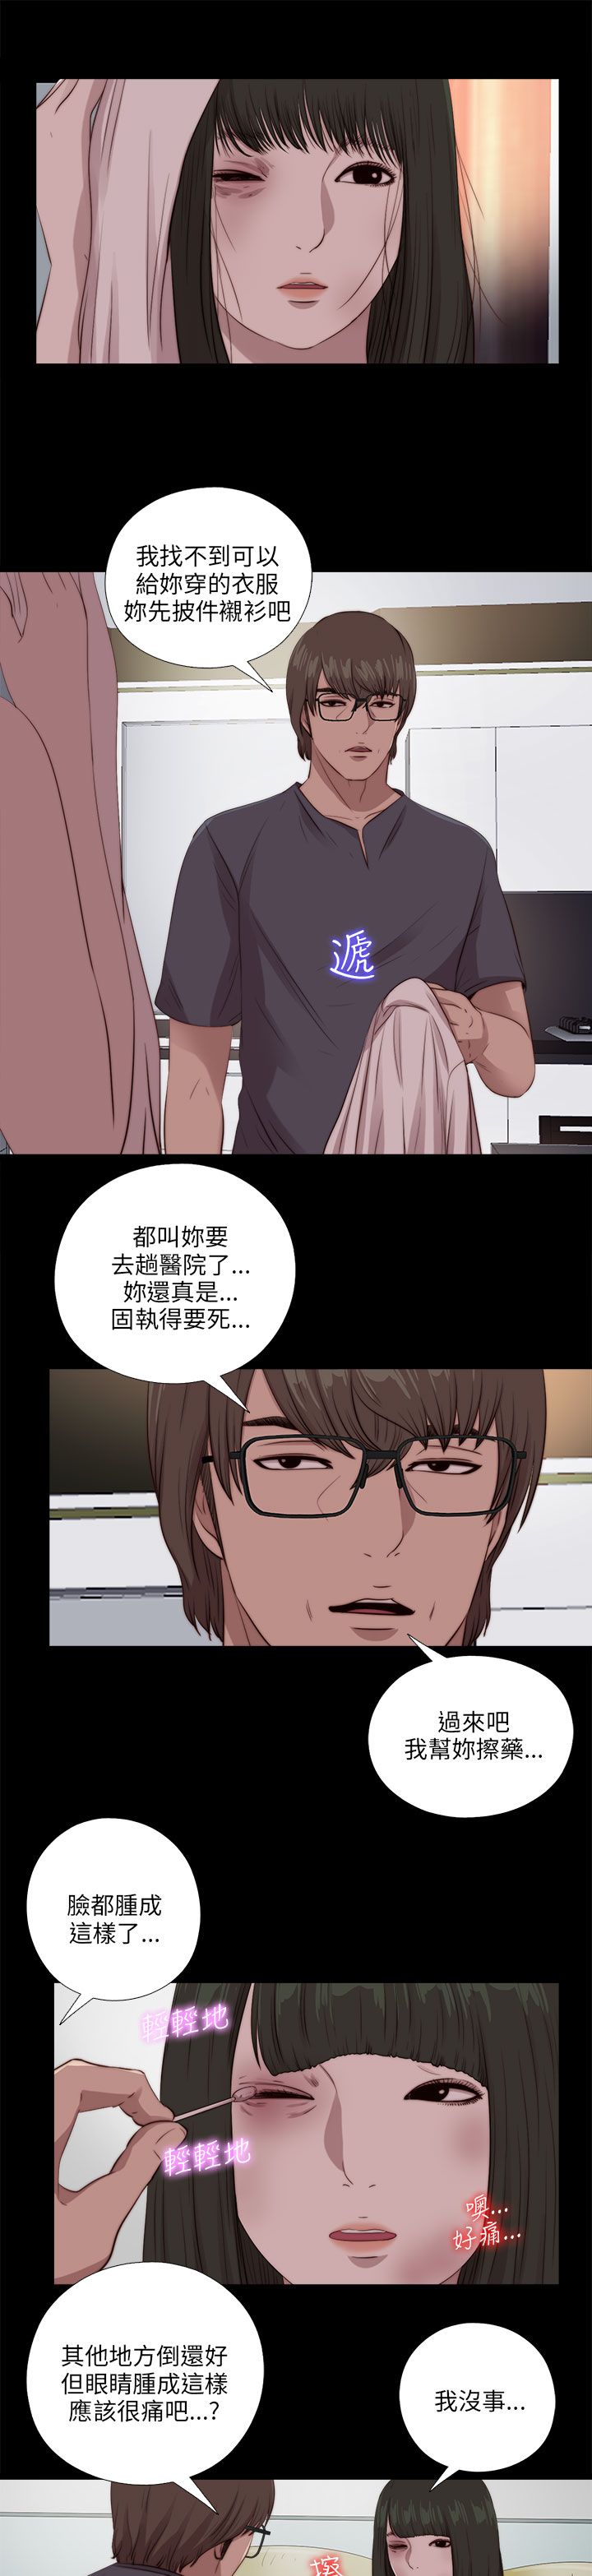 我找不到可以
給妳穿的衣服
妳先披件襯衫吧
遞
都叫妳要
去趟醫院了...
妳還真是...
固執得要死...
過來吧
我幫妳擦藥...
臉都腫成
這樣了...
輕輕地
輕輕地
噢...
好痛...
其他地方倒還好
但眼睛腫成這樣
應該很痛吧...?
我沒事...